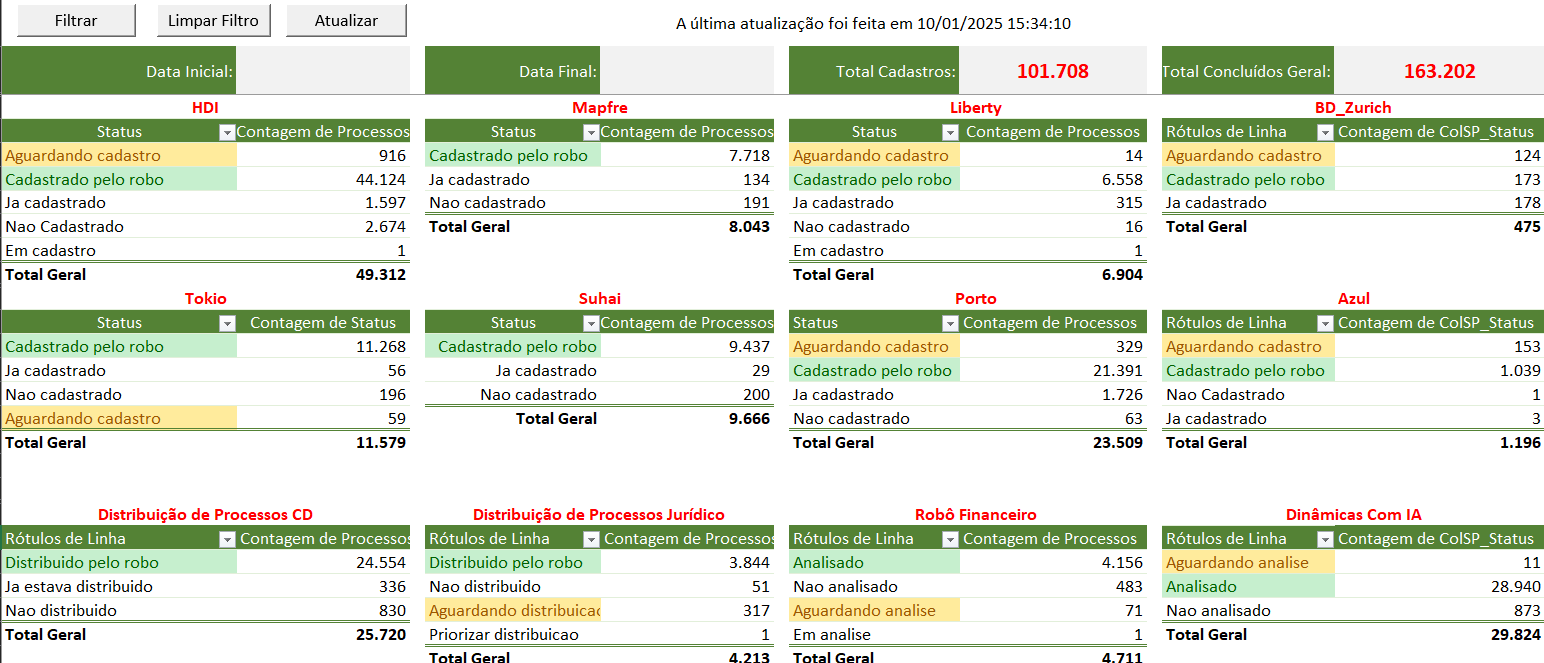 Filtrar Limpar Filtro Atualizar A última atualização foi feita em 10/01/2025 15:34:10
Data Inicial: Data Final: Total Cadastros: 101.708 Total Concluídos Geral: 163.202
HDI Mapfre Liberty BD_Zurich
Status Contagem de Processos Status Contagem de Processos Status Contagem de Processos Rótulos de Linha Contagem de ColSP_Status
Aguardando cadastro 916 Cadastrado pelo robo 7.718 Aguardando cadastro 14 Aguardando cadastro 124
Cadastrado pelo robo 44.124 Ja cadastrado 134 Cadastrado pelo robo 6.558 Cadastrado pelo robo 173
Ja cadastrado 1.597 Nao cadastrado 191 Ja cadastrado 315 Ja cadastrado 178
Nao Cadastrado 2.674 Total Geral 8.043 Nao cadastrado 16 Total Geral 475
Em cadastro 1 Em cadastro 1
Total Geral 49.312 Total Geral 6.904
Tokio Suhai Porto Azul
Status Contagem de Status Status Contagem de Processos Status Contagem de Processos Rótulos de Linha Contagem de ColSP_Status
Cadastrado pelo robo 11.268 Cadastrado pelo robo 9.437 Aguardando cadastro 329 Aguardando cadastro 153
Ja cadastrado 56 Ja cadastrado 29 Cadastrado pelo robo 21.391 Cadastrado pelo robo 1.039
Nao cadastrado 196 Nao cadastrado 200 Ja cadastrado 1.726 Nao Cadastrado 1
Aguardando cadastro 59 Total Geral 9.666 Nao cadastrado 63 Ja cadastrado 3
Total Geral 11.579 Total Geral 23.509 Total Geral 1.196
Distribuição de Processos CD Distribuição de Processos Jurídico Robô Financeiro Dinâmicas Com IA
Rótulos de Linha Contagem de Processos Rótulos de Linha Contagem de Processos Rótulos de Linha Contagem de Processos Rótulos de Linha Contagem de ColSP_Status
Distribuido pelo robo 24.554 Distribuido pelo robo 3.844 Analisado 4.156 Aguardando analise 11
Ja estava distribuido 336 Nao distribuido 51 Nao analisado 483 Analisado 28.940
Nao distribuido 830 Aguardando distribuicac 317 Aguardando analise 71 Nao analisado 873
Total Geral 25.720 Priorizar distribuicao 1 Em analise 1 Total Geral 29.824
Total Geral 4.213 Total Geral 4.711